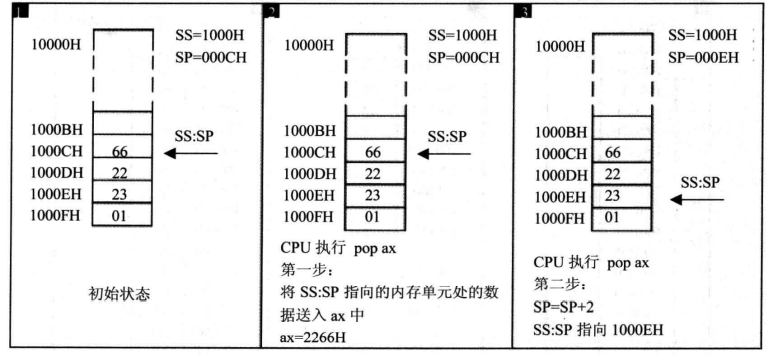 1
10000H
SS=1000H
SP=000CH
1000BH
1000CH 66
1000DH 22
1000EH 23
1000FH 01
SS:SP
初始状态
2
10000H
SS=1000H
SP=000CH
1000BH
1000CH 66
1000DH 22
1000EH 23
1000FH 01
SS:SP
CPU 执行 pop ax
第一步：
将 SS:SP 指向的内存单元处的数
据送入 ax 中
ax=2266H
3
10000H
SS=1000H
SP=000EH
1000BH
1000CH 66
1000DH 22
1000EH 23
1000FH 01
SS:SP
CPU 执行 pop ax
第二步：
SP=SP+2
SS:SP 指向 1000EH